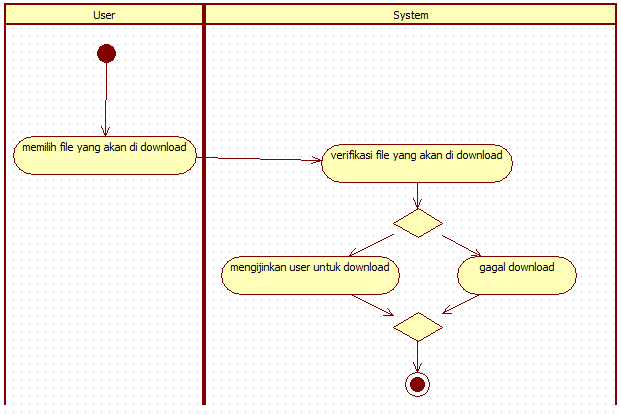 User
System
memilih file yang akan di download
verifikasi file yang akan di download
mengijinkan user untuk download
gagal download